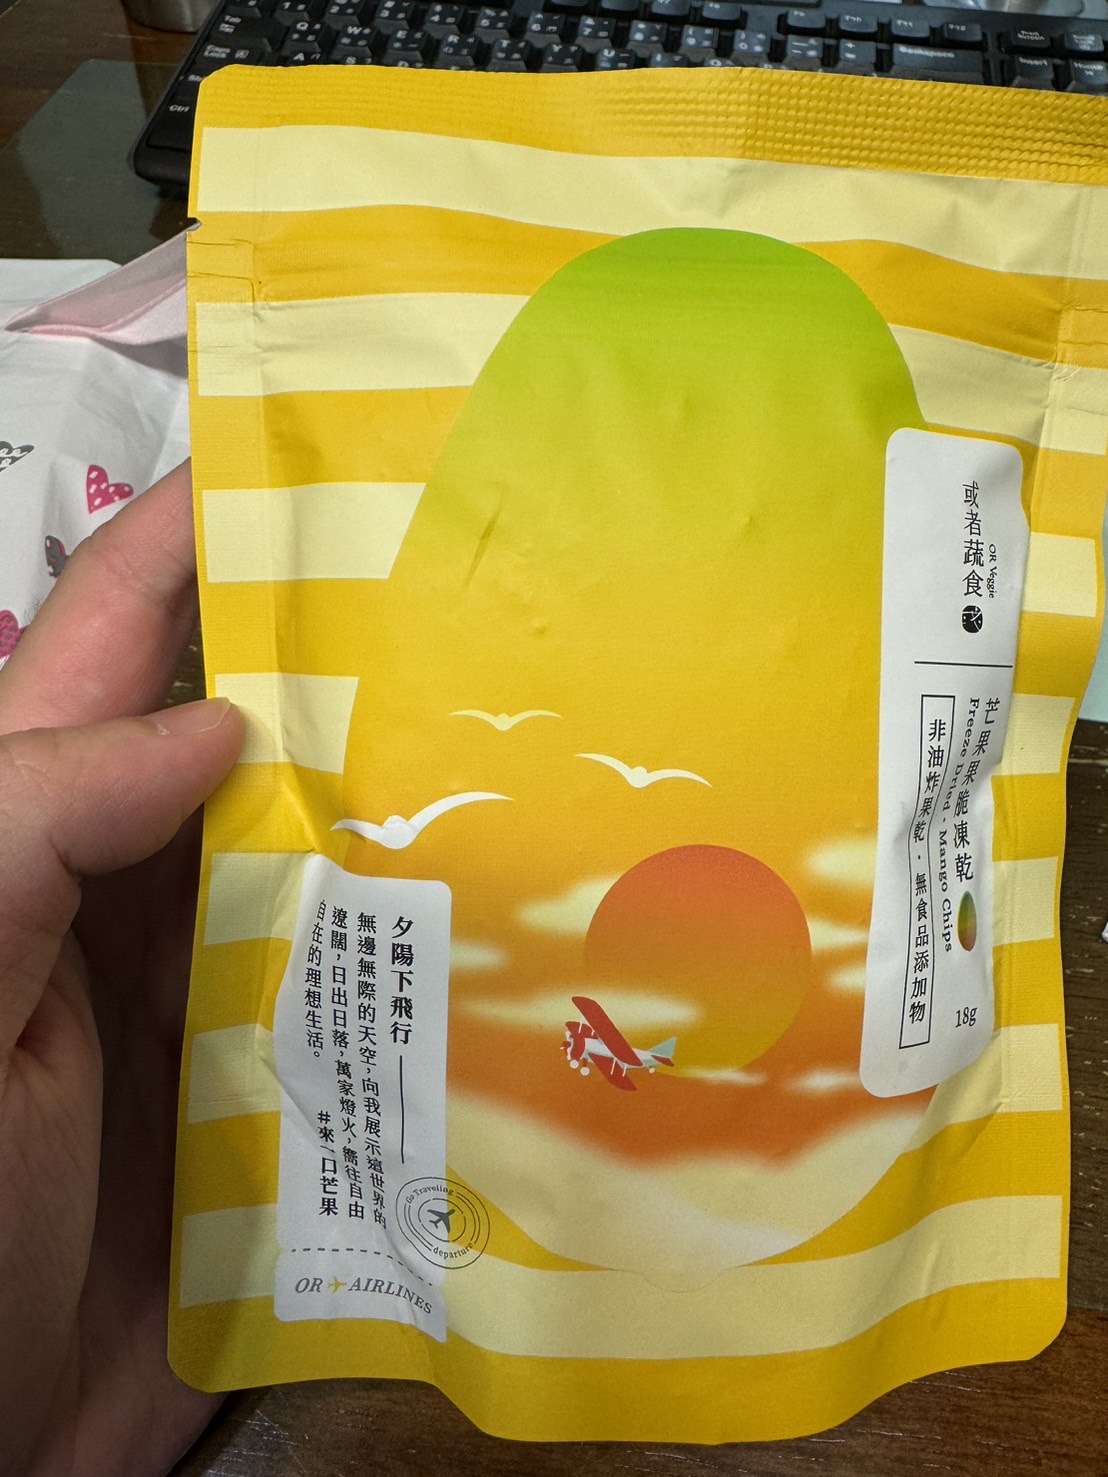 或者蔬食
OR Veggie
芒果果脆凍乾
Freeze Dried · Mango Chips
非油炸果乾·無食品添加物
18g
夕陽下飛行
無邊無際的天空,向我展示這世界的
遼闊,日出日落,萬家燈火,嚮往自由
自在的理想生活。
#來一口芒果
Go Traveling
departure
OR AIRLINES
Tab
Q
W
E
R
A
Ctrl
Backspace
Insert